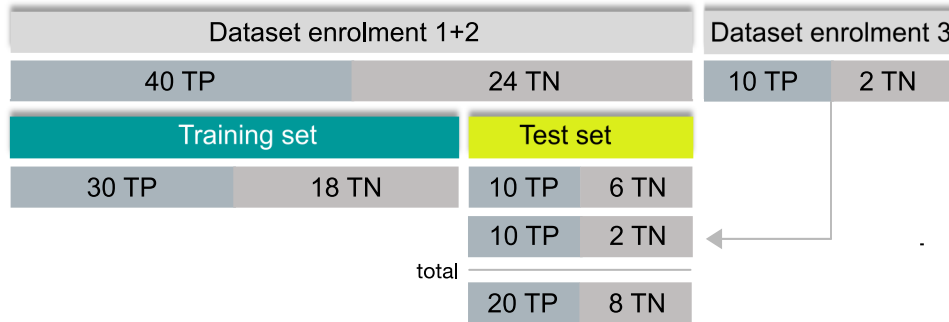 Dataset enrolment 1+2 Dataset enrolment 3
40 TP 24 TN 10 TP 2 TN
Training set Test set
30 TP 18 TN 10 TP 6 TN
10 TP 2 TN
total
20 TP 8 TN